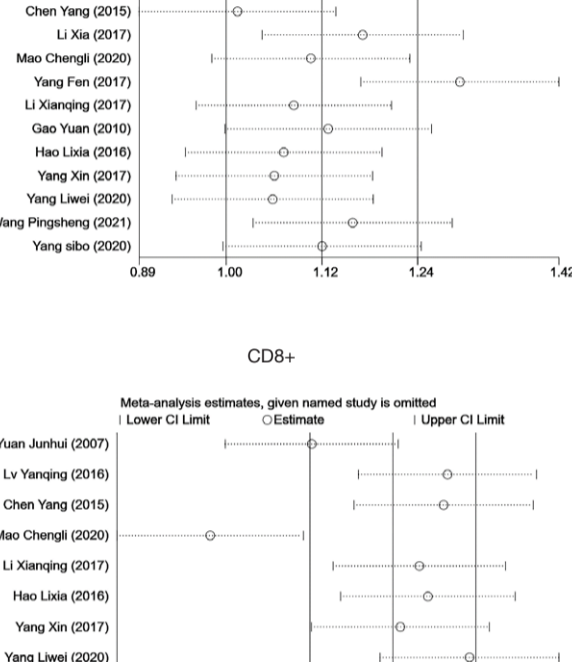 Chen Yang (2015)
Li Xia (2017)
Mao Chengli (2020)
Yang Fen (2017)
Li Xianqing (2017)
Gao Yuan (2010)
Hao Lixia (2016)
Yang Xin (2017)
Yang Liwei (2020)
Pingsheng (2021)
Yang sibo (2020)
0.89 1.00 1.12 1.24 1.42
CD8+
Meta-analysis estimates, given named study is omitted
| Lower CI Limit ○Estimate | Upper CI Limit
Junhui (2007)
Lv Yanqing (2016)
Chen Yang (2015)
Chengli (2020)
Li Xianqing (2017)
Hao Lixia (2016)
Yang Xin (2017)
Yang Liwei (2020)